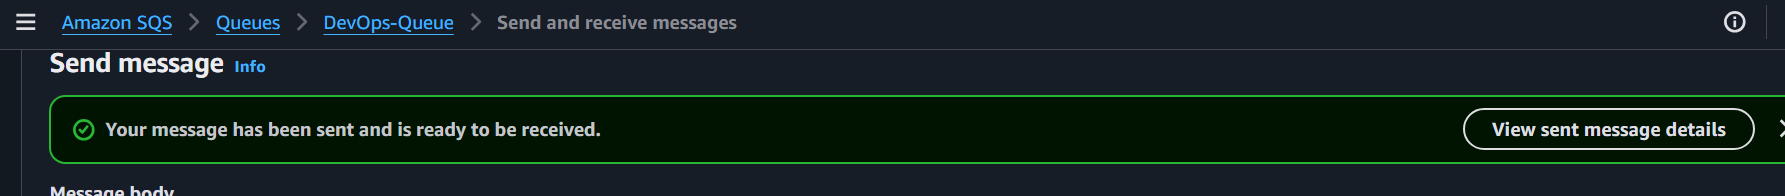 Amazon SQS > Queues > DevOps-Queue > Send and receive messages
Send message Info
Your message has been sent and is ready to be received. View sent message details
Message body